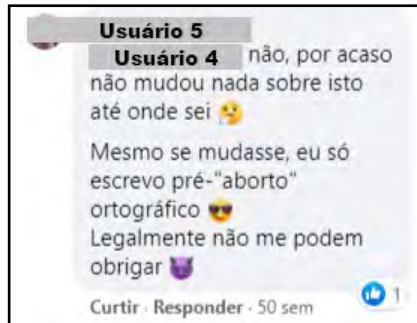 Usuário 5
Usuário 4 não, por acaso
não mudou nada sobre isto
até onde sei 🤔
Mesmo se mudasse, eu só
escrevo pré-"aborto"
ortográfico 😎
Legalmente não me podem
obrigar 😈
Curtir · Responder · 50 sem
1